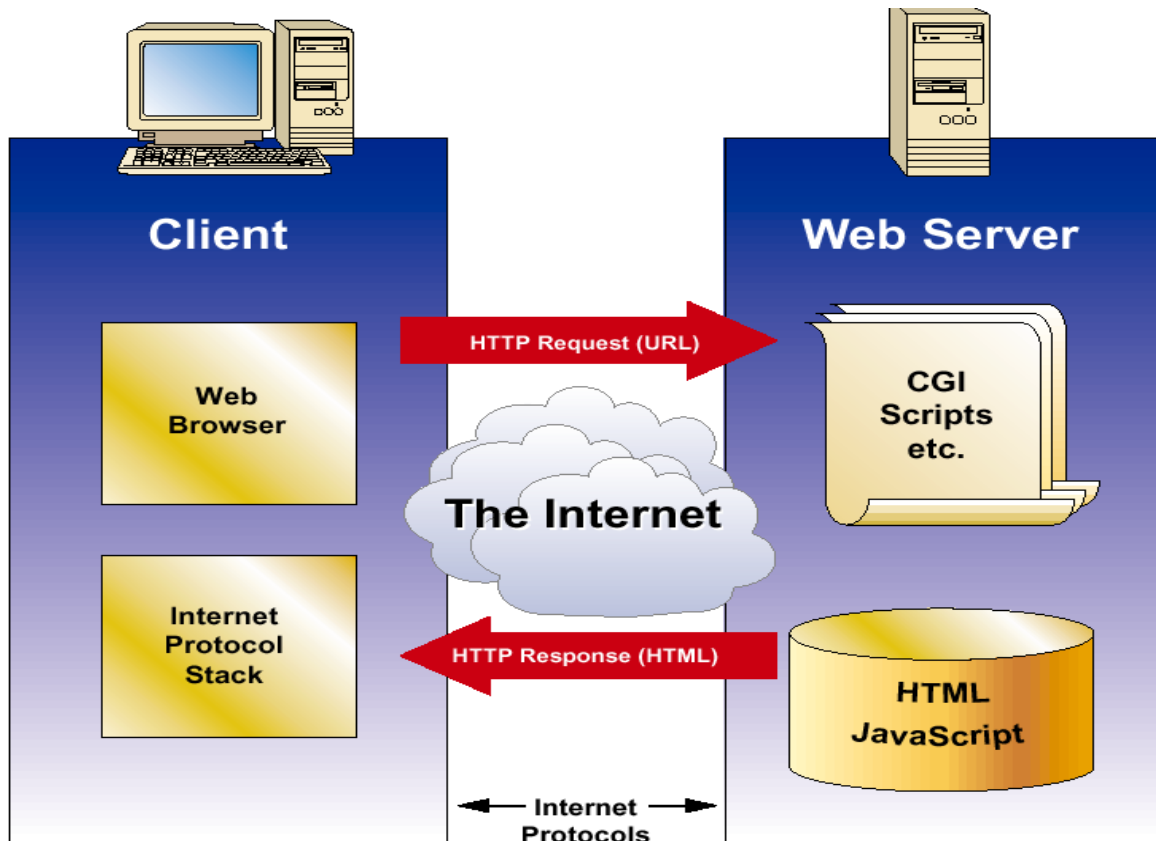 Client
Web Server
HTTP Request (URL)
Web
Browser
CGI
Scripts
etc.
The Internet
Internet
Protocol
Stack
HTTP Response (HTML)
HTML
JavaScript
Internet
Protocols